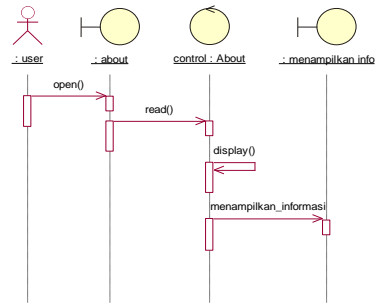 : user
: about
control : About
: menampilkan info
open()
read()
display()
menampilkan_informasi